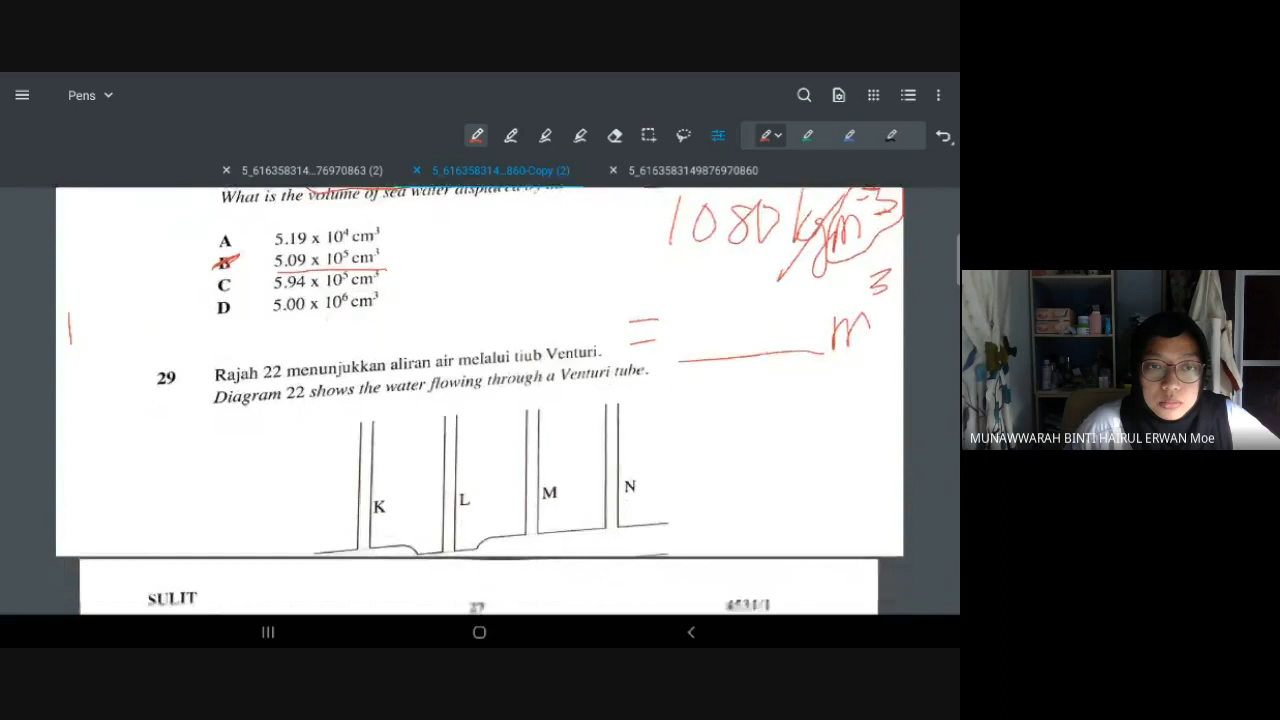 Pens
5_616358314...76970863 (2)
5_616358314...860-Copy (2)
5_6163583149876970860
What is the volume of sea water displaced by
A 5.19 x 10⁴ cm³
B 5.09 x 10⁵ cm³
C 5.94 x 10⁵ cm³
D 5.00 x 10⁶ cm³
1080 kgm⁻³
= m³
29 Rajah 22 menunjukkan aliran air melalui tiub Venturi.
Diagram 22 shows the water flowing through a Venturi tube.
K L M N
SULIT 27 4531/1
MUNAWWARAH BINTI HAIRUL ERWAN Moe